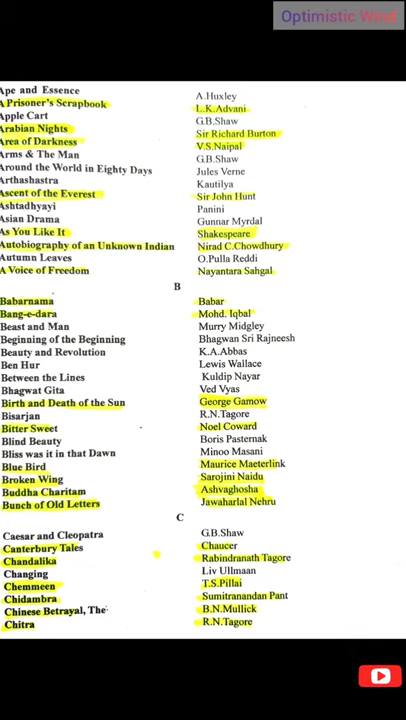 Optimistic Wind
Ape and Essence A.Huxley
A Prisoner's Scrapbook L.K.Advani
Apple Cart G.B.Shaw
Arabian Nights Sir Richard Burton
Area of Darkness V.S.Naipal
Arms & The Man G.B.Shaw
Around the World in Eighty Days Jules Verne
Arthashastra Kautilya
Ascent of the Everest Sir John Hunt
Ashtadhyayi Panini
Asian Drama Gunnar Myrdal
As You Like It Shakespeare
Autobiography of an Unknown Indian Nirad C.Chowdhury
Autumn Leaves O.Pulla Reddi
A Voice of Freedom Nayantara Sahgal
B
Babarnama Babar
Bang-e-dara Mohd. Iqbal
Beast and Man Murry Midgley
Beginning of the Beginning Bhagwan Sri Rajneesh
Beauty and Revolution K.A.Abbas
Ben Hur Lewis Wallace
Between the Lines Kuldip Nayar
Bhagwat Gita Ved Vyas
Birth and Death of the Sun George Gamow
Bisarjan R.N.Tagore
Bitter Sweet Noel Coward
Blind Beauty Boris Pasternak
Bliss was it in that Dawn Minoo Masani
Blue Bird Maurice Maeterlink
Broken Wing Sarojini Naidu
Buddha Charitam Ashvaghosha
Bunch of Old Letters Jawaharlal Nehru
C
Caesar and Cleopatra G.B.Shaw
Canterbury Tales Chaucer
Chandalika Rabindranath Tagore
Changing Liv Ullmaan
Chemmeen T.S.Pillai
Chidambra Sumitranandan Pant
Chinese Betrayal, The B.N.Mullick
Chitra R.N.Tagore